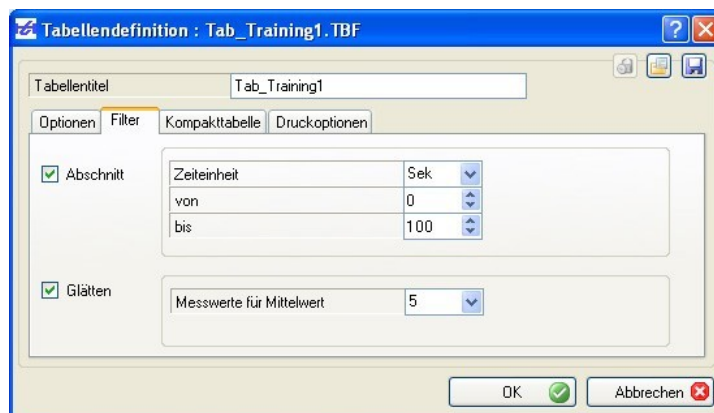 Tabellendefinition : Tab_Training1.TBF
Tabellentitel Tab_Training1
Optionen Filter Kompakttabelle Druckoptionen
Abschnitt Zeiteinheit Sek
von 0
bis 100
Glätten Messwerte für Mittelwert 5
OK Abbrechen